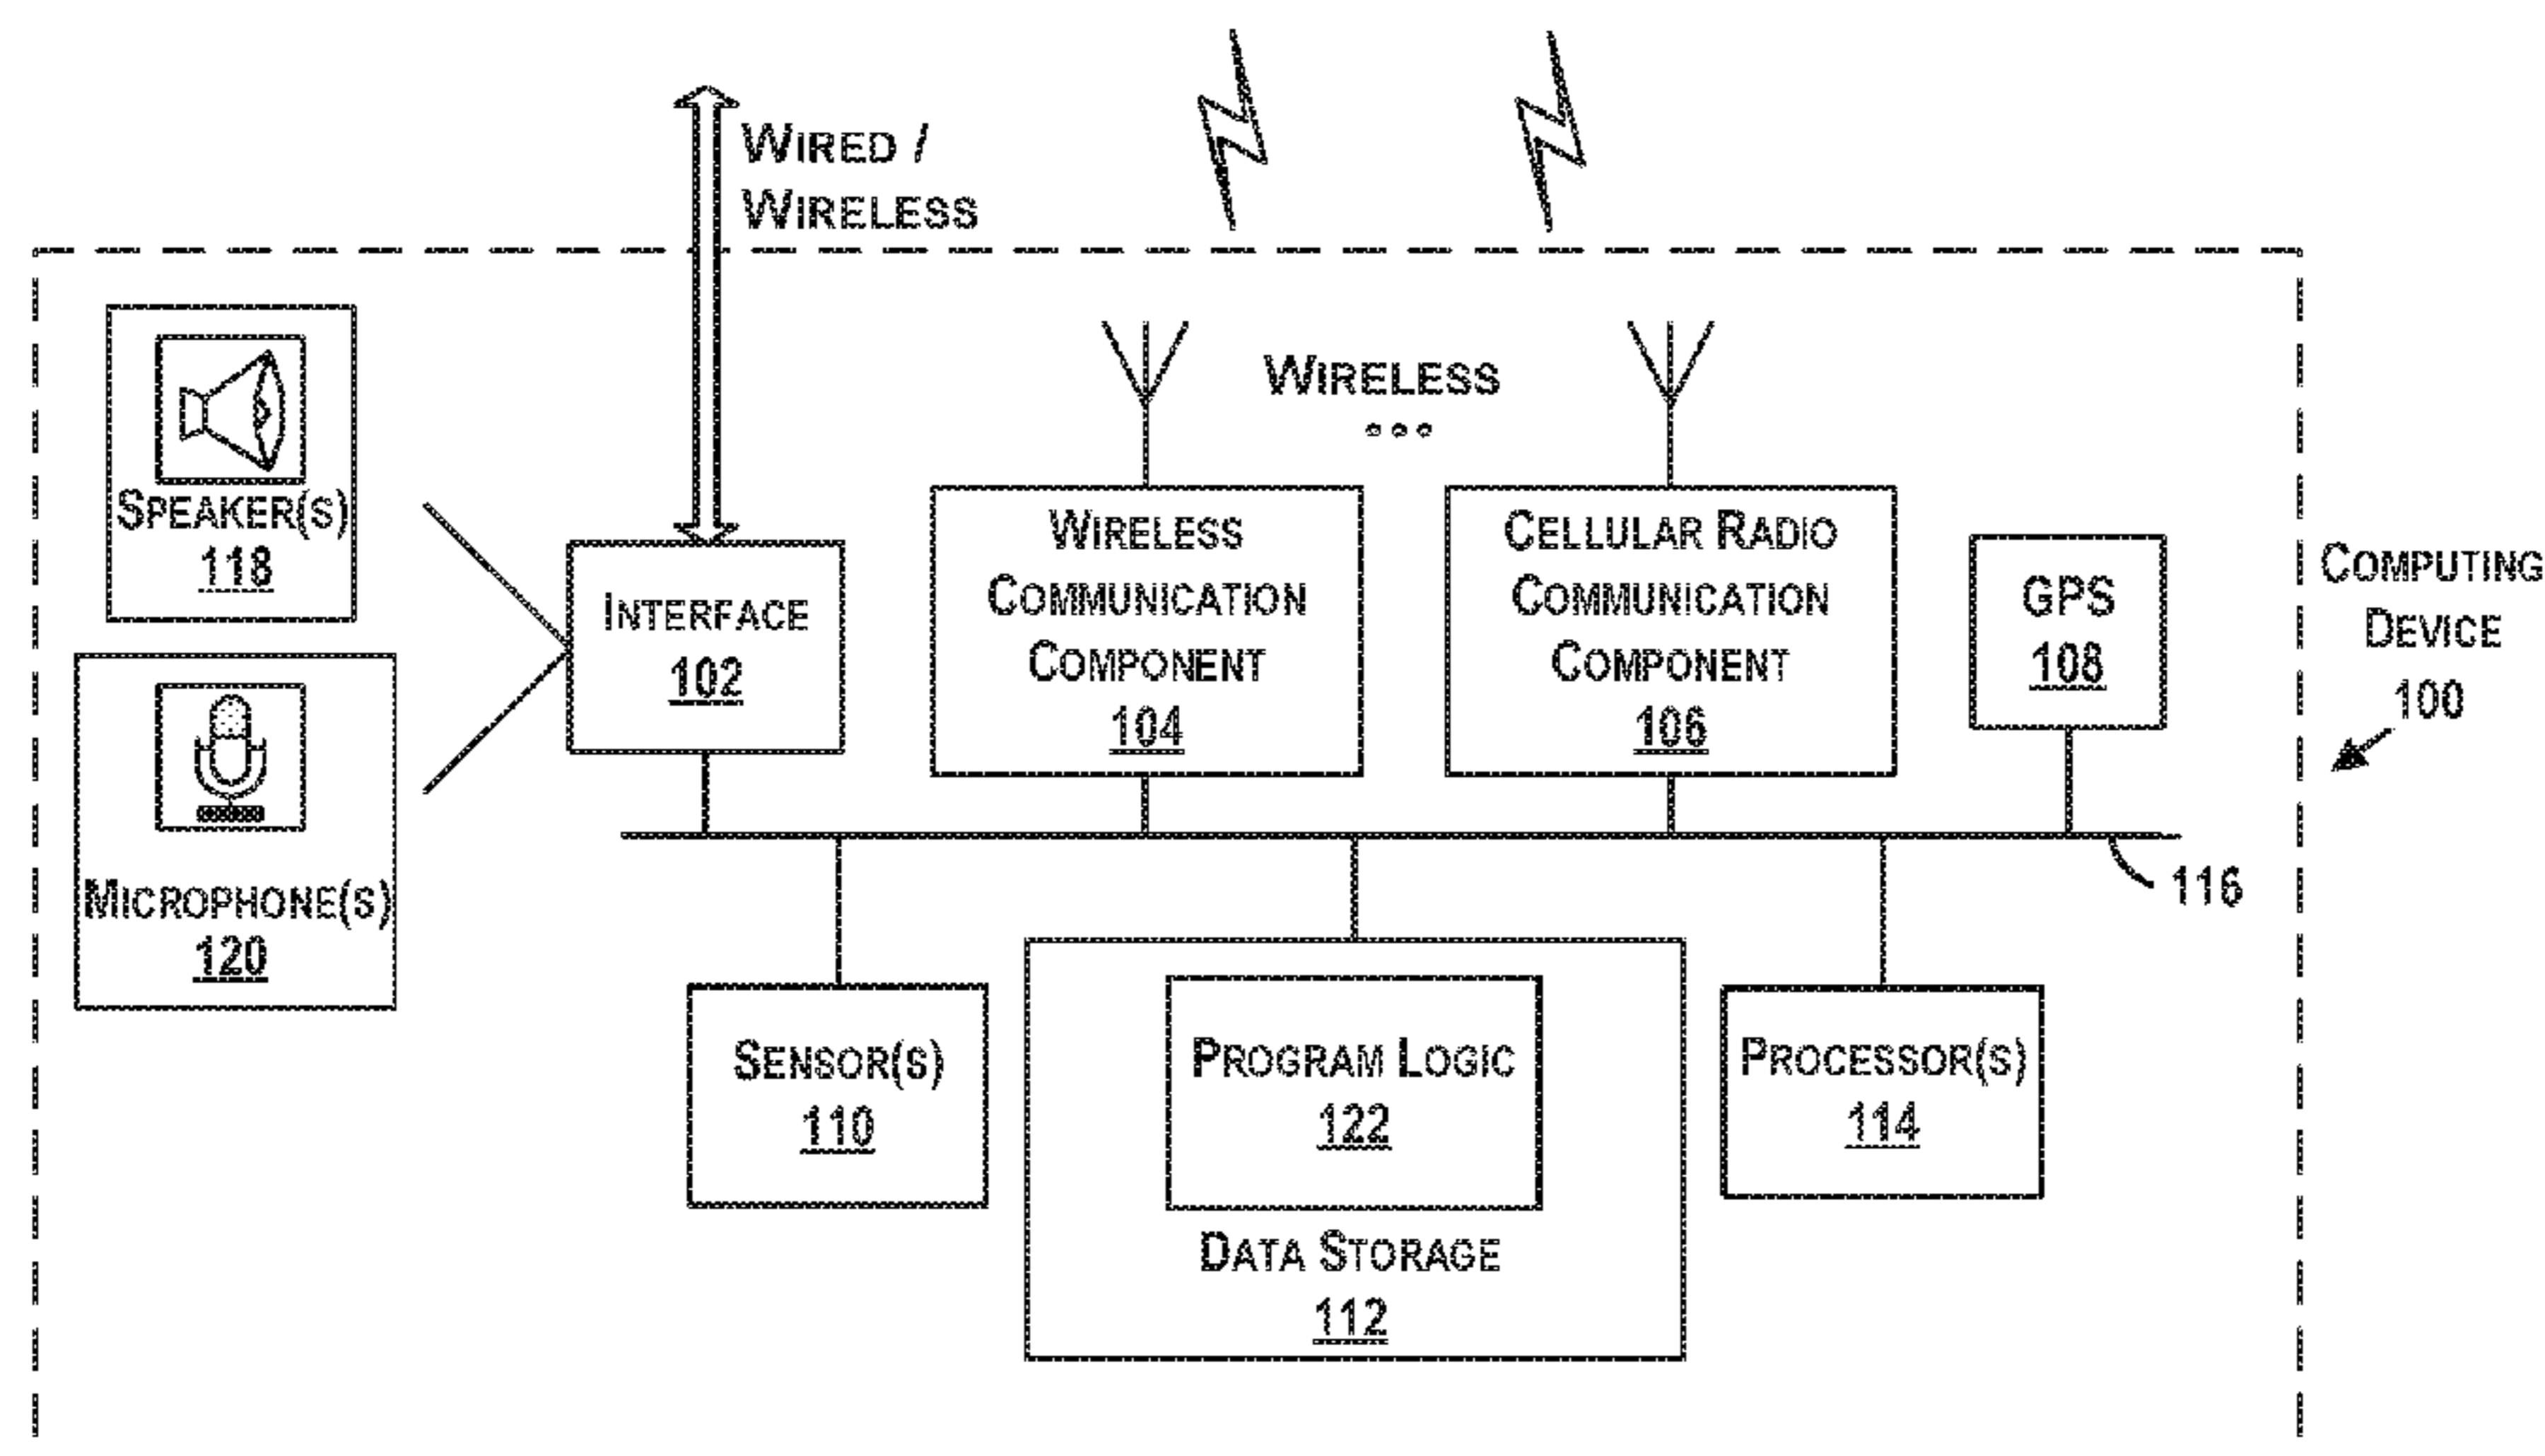 WIRED /
WIRELESS
WIRELESS
...
SPEAKER(S)
118
MICROPHONE(S)
120
INTERFACE
102
WIRELESS
COMMUNICATION
COMPONENT
104
CELLULAR RADIO
COMMUNICATION
COMPONENT
106
GPS
108
COMPUTING
DEVICE
100
116
SENSOR(S)
110
PROGRAM LOGIC
122
DATA STORAGE
112
PROCESSOR(S)
114